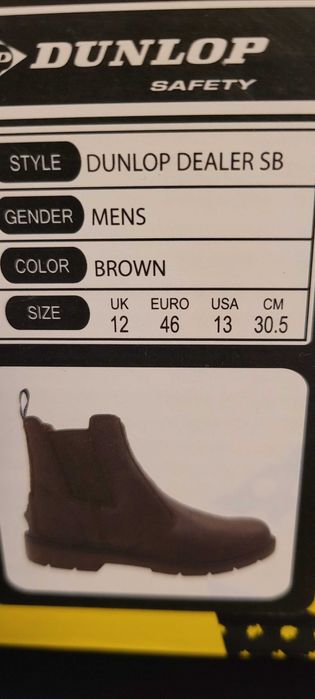 D DUNLOP
SAFETY
STYLE DUNLOP DEALER SB
GENDER MENS
COLOR BROWN
SIZE UK EURO USA CM
12 46 13 30.5